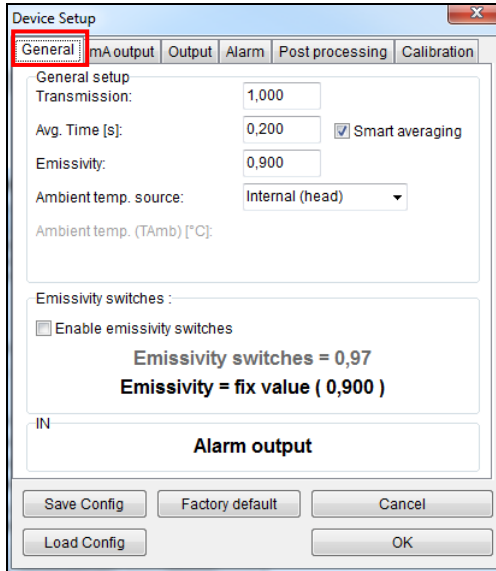 Device Setup
General mA output Output Alarm Post processing Calibration
General setup
Transmission: 1,000
Avg. Time [s]: 0,200 Smart averaging
Emissivity: 0,900
Ambient temp. source: Internal (head)
Ambient temp. (TAmb) [°C]:
Emissivity switches :
Enable emissivity switches
Emissivity switches = 0,97
Emissivity = fix value ( 0,900 )
IN
Alarm output
Save Config Factory default Cancel
Load Config OK